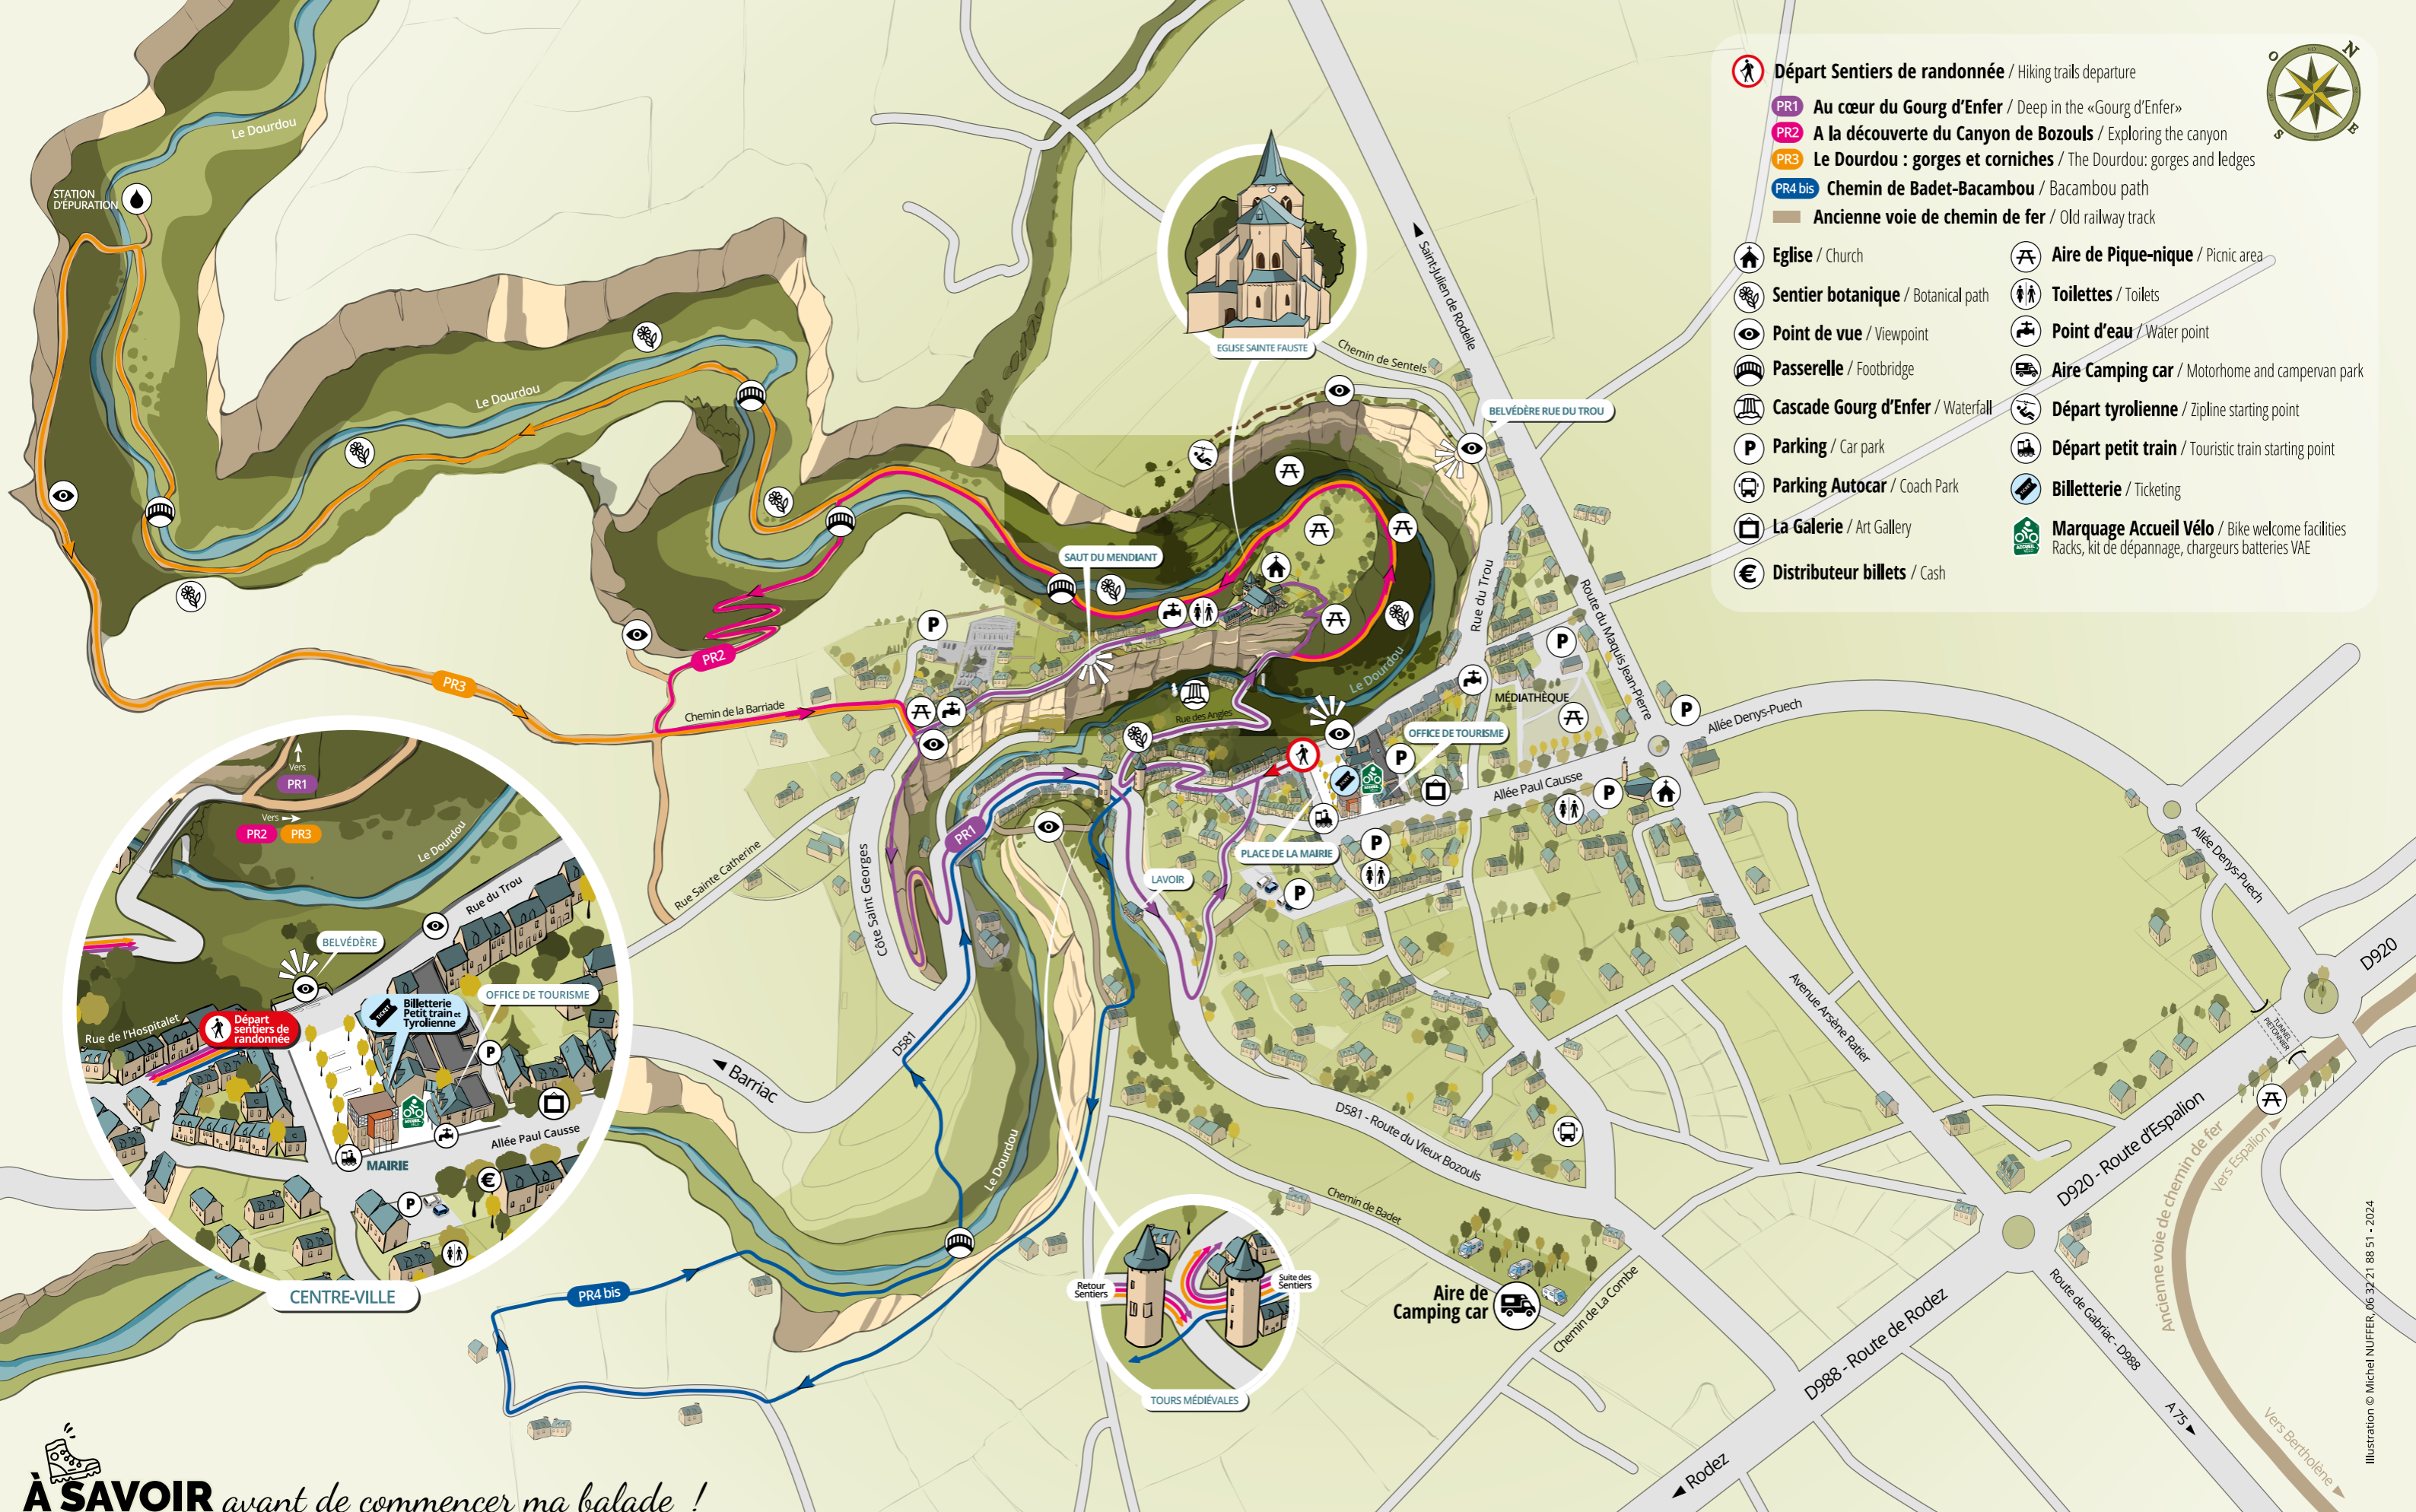 Départ Sentiers de randonnée / Hiking trails departure
PR1 Au cœur du Gourg d'Enfer / Deep in the «Gourg d'Enfer»
PR2 A la découverte du Canyon de Bozouls / Exploring the canyon
PR3 Le Dourdou : gorges et corniches / The Dourdou: gorges and ledges
PR4 bis Chemin de Badet-Bacambou / Bacambou path
Ancienne voie de chemin de fer / Old railway track
Eglise / Church
Sentier botanique / Botanical path
Point de vue / Viewpoint
Passerelle / Footbridge
Cascade Gourg d'Enfer / Waterfall
P Parking / Car park
Parking Autocar / Coach Park
La Galerie / Art Gallery
€ Distributeur billets / Cash
Aire de Pique-nique / Picnic area
Toilettes / Toilets
Point d'eau / Water point
Aire Camping car / Motorhome and campervan park
Départ tyrolienne / Zipline starting point
Départ petit train / Touristic train starting point
TICKET Billetterie / Ticketing
ACCUEIL VÉLO Marquage Accueil Vélo / Bike welcome facilities
Racks, kit de dépannage, chargeurs batteries VAE
N
O
S
E
Le Dourdou
STATION
D'ÉPURATION
Le Dourdou
EGLISE SAINTE FAUSTE
Saint-Julien de Rodelle
Chemin de Sentels
BELVÉDÈRE RUE DU TROU
SAUT DU MENDIANT
Rue du Trou
Route du Maquis Jean-Pierre
P
P
P
PR2
PR3
Chemin de la Barriade
Le Dourdou
Rue des Angles
MÉDIATHÈQUE
OFFICE DE TOURISME
P
Allée Denys-Puech
Allée Paul Causse
P
PLACE DE LA MAIRIE
P
P
LAVOIR
PR1
Rue Sainte Catherine
Côte Saint Georges
Allée Denys-Puech
D920
TUNNEL
PIETONNIER
Avenue Arsène Ratier
D581
Barriac
D581 - Route du Vieux Bozouls
Le Dourdou
Chemin de Badet
Aire de
Camping car
Chemin de La Combe
D920 - Route d'Espalion
Ancienne voie de chemin de fer
Vers Espalion
D988 - Route de Rodez
Route de Gabriac - D988
A 75
Rodez
Vers Bertholène
PR4 bis
Retour
Sentiers
Suite des
Sentiers
TOURS MÉDIÉVALES
Vers
PR1
Vers
PR2 PR3
Le Dourdou
Rue du Trou
BELVÉDÈRE
Billetterie
Petit train et
Tyrolienne
TICKET
OFFICE DE TOURISME
Rue de l'Hospitalet
Départ
sentiers de
randonnée
P
Allée Paul Causse
MAIRIE
€
P
CENTRE-VILLE
À SAVOIR avant de commencer ma balade !
Illustration © Michel NUFFER, 06 32 21 88 51 - 2024